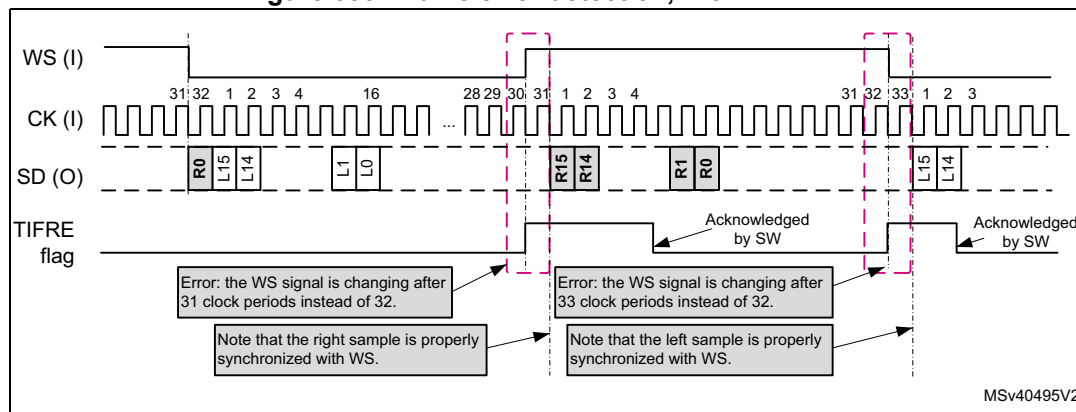 Figure error detection,
WS (I)
31 32 1 2 3 4 16 28 29 30 31 1 2 3 4 31 32 33 1 2 3
CK (I)
...
SD (O)
R0 L15 L14 L1 L0 R15 R14 R1 R0 L15 L14
TIFRE
flag
Acknowledged
by SW
Acknowledged
by SW
Error: the WS signal is changing after
31 clock periods instead of 32.
Error: the WS signal is changing after
33 clock periods instead of 32.
Note that the right sample is properly
synchronized with WS.
Note that the left sample is properly
synchronized with WS.
MSv40495V2